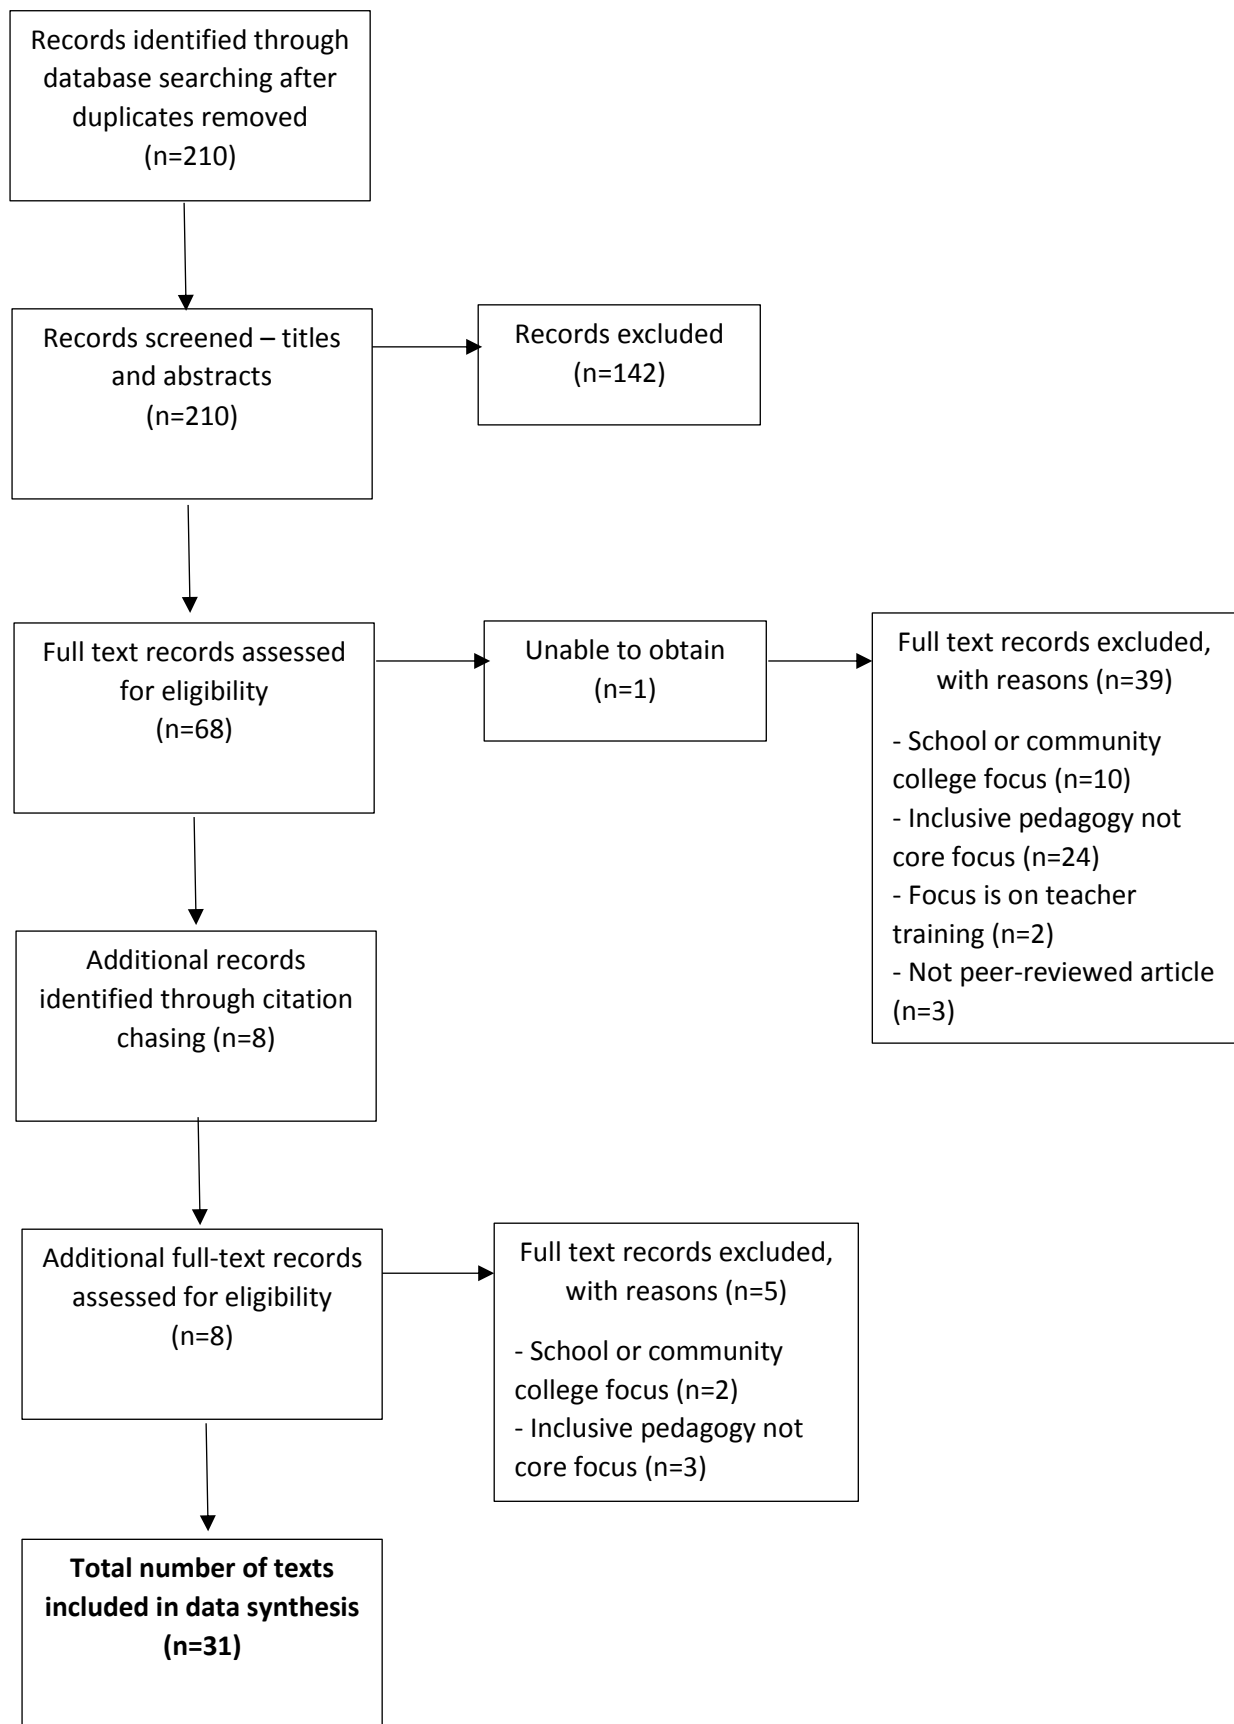 Records identified through
database searching after
duplicates removed
(n=210)
Records screened – titles
and abstracts
(n=210)
Records excluded
(n=142)
Full text records assessed
for eligibility
(n=68)
Unable to obtain
(n=1)
Full text records excluded,
with reasons (n=39)
- School or community
college focus (n=10)
- Inclusive pedagogy not
core focus (n=24)
- Focus is on teacher
training (n=2)
- Not peer-reviewed article
(n=3)
Additional records
identified through citation
chasing (n=8)
Additional full-text records
assessed for eligibility
(n=8)
Full text records excluded,
with reasons (n=5)
- School or community
college focus (n=2)
- Inclusive pedagogy not
core focus (n=3)
Total number of texts
included in data synthesis
(n=31)